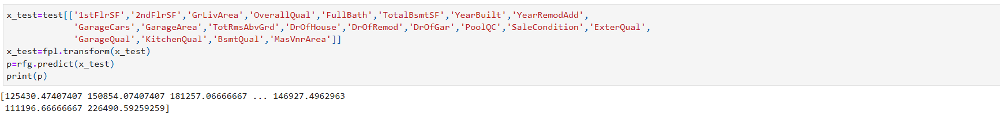 x_test=test[['1stFlrSF','2ndFlrSF','GrLivArea','OverallQual','FullBath','TotalBsmtSF','YearBuilt','YearRemodAdd',
'GarageCars','GarageArea','TotRmsAbvGrd','DrOfHouse','DrOfRemod','DrOfGar','PoolQC','SaleCondition','ExterQual',
'GarageQual','KitchenQual','BsmtQual','MasVnrArea']]
x_test=fpl.transform(x_test)
p=rfg.predict(x_test)
print(p)
[125430.47407407 150854.07407407 181257.06666667 ... 146927.4962963
111196.66666667 226490.59259259]